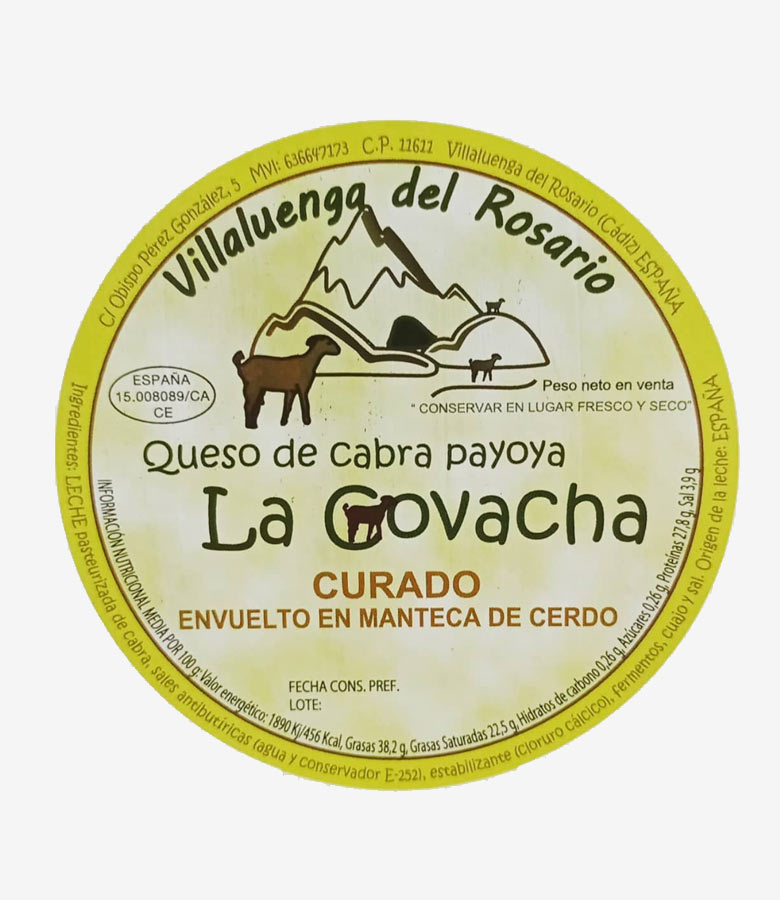 C/ Obispo Pérez González, 5 Mvl: 636647173 C.P. 11611 Villaluenga del Rosario (Cádiz) ESPAÑA
Villaluenga del Rosario
ESPAÑA
15.008089/CA
CE
Peso neto en venta
" CONSERVAR EN LUGAR FRESCO Y SECO"
Queso de cabra payoya
La Covacha
CURADO
ENVUELTO EN MANTECA DE CERDO
FECHA CONS. PREF.
LOTE:
INFORMACIÓN NUTRICIONAL MEDIA POR 100 g: Valor energético: 1890 Kj/456 Kcal, Grasas 38,2 g, Grasas Saturadas 22,5 g, Hidratos de carbono 0,26 g, Azúcares 0,26 g, Proteínas 27,8 g, Sal 3,9 g
Ingredientes: LECHE pasteurizada de cabra, sales antibutíricas (agua y conservador E-252), estabilizante (Cloruro cálcico), fermentos, cuajo y sal. Origen de la leche: ESPAÑA